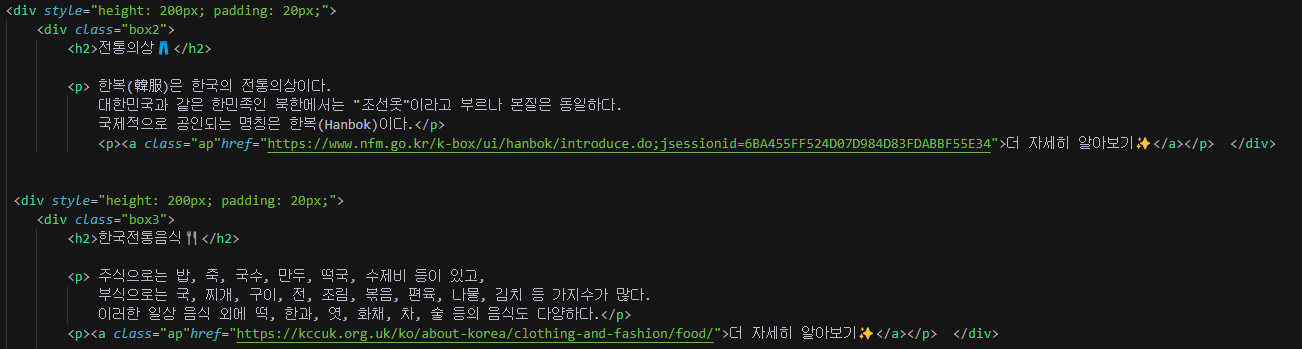 <div style="height: 200px; padding: 20px;">
<div class="box2">
<h2>전통의상👖</h2>
<p> 한복(韓服)은 한국의 전통의상이다.
대한민국과 같은 한민족인 북한에서는 "조선옷"이라고 부르나 본질은 동일하다.
국제적으로 공인되는 명칭은 한복(Hanbok)이다.</p>
<p><a class="ap"href="https://www.nfm.go.kr/k-box/ui/hanbok/introduce.do;jsessionid=6BA455FF524D07D984D83FDABBF55E34">더 자세히 알아보기✨</a></p>  </div>
<div style="height: 200px; padding: 20px;">
<div class="box3">
<h2>한국전통음식🍴</h2>
<p> 주식으로는 밥, 죽, 국수, 만두, 떡국, 수제비 등이 있고,
부식으로는 국, 찌개, 구이, 전, 조림, 볶음, 편육, 나물, 김치 등 가지수가 많다.
이러한 일상 음식 외에 떡, 한과, 엿, 화채, 차, 술 등의 음식도 다양하다.</p>
<p><a class="ap"href="https://kccuk.org.uk/ko/about-korea/clothing-and-fashion/food/">더 자세히 알아보기✨</a></p>  </div>